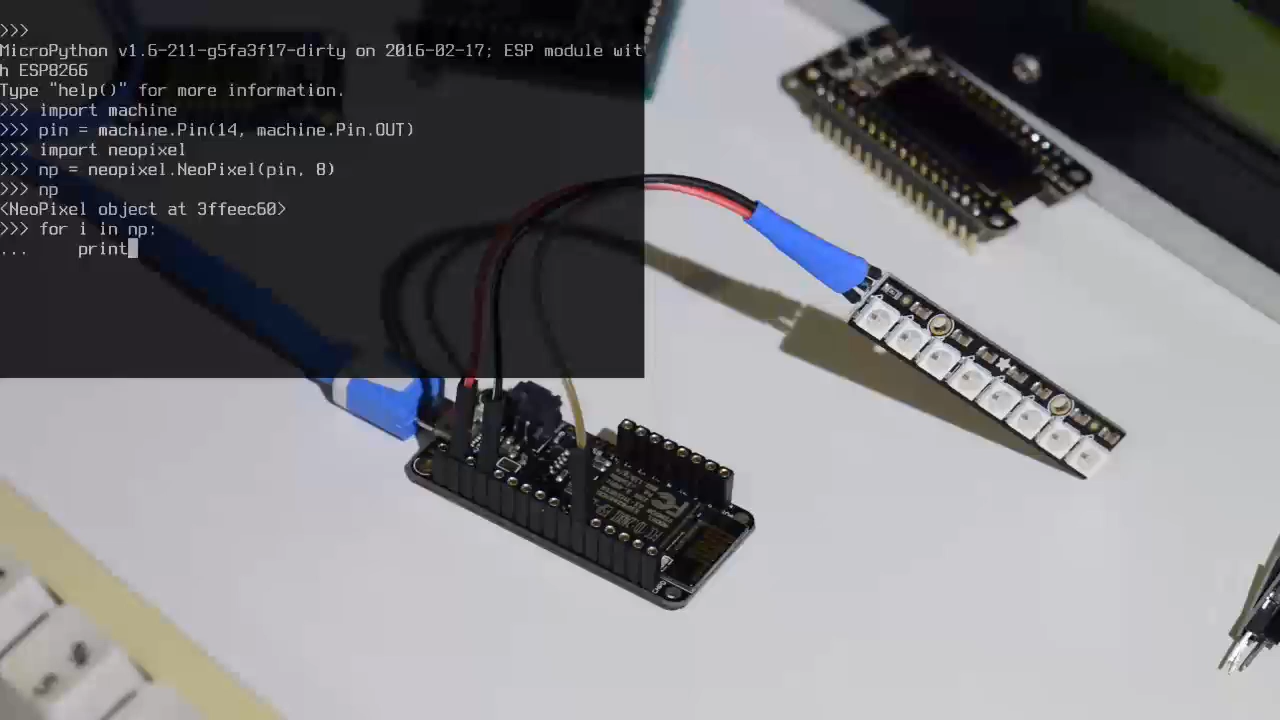 >>>
MicroPython v1.6-211-g5fa3f17-dirty on 2016-02-17; ESP module wit
h ESP8266
Type "help()" for more information.
>>> import machine
>>> pin = machine.Pin(14, machine.Pin.OUT)
>>> import neopixel
>>> np = neopixel.NeoPixel(pin, 8)
>>> np
<NeoPixel object at 3ffeec60>
>>> for i in np:
...     print
FC